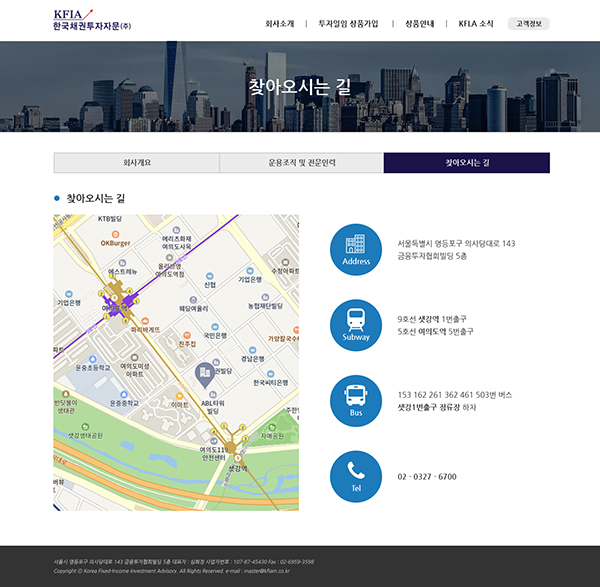 KFIA
한국채권투자자문(주)
회사소개 | 투자일임 상품가입 | 상품안내 | KFLA 소식 고객정보
찾아오시는 길
회사개요 운용조직 및 전문인력 찾아오시는 길
찾아오시는 길
KTB빌딩
OKBurger
메리츠화재
여의도사옥
에스트레뉴
올리브영
여의도역점
신협
수정아파트
기업은행
기업은행
농협재단빌딩
웨딩여율리
파리바게뜨
국민은행
진주집
가양칼국수
경남은행
윤중초등학교
여의도미성
아파트
권빌딩
한국씨티은행
빈팃불이
생태관
윤중중학교
이마트
ABL타워
빌딩
샛강생태공원
자매공원
여의도119
안전센터
샛강역
Address
서울특별시 영등포구 의사당대로 143
금융투자협회빌딩 5층
Subway
9호선 샛강역 1번출구
5호선 여의도역 5번출구
Bus
153 162 261 362 461 503번 버스
샛강1번출구 정류장 하차
Tel
02 - 0327 - 6700
서울시 영등포구 의사당대로 143 금융투자협회빌딩 5층 대표자 : 심희경 사업자번호 : 107-87-45430 Fax : 02-6959-3598
Copyright ⓒ Korea Fixed-Income Investment Advisory. All Rights Reserved. e-mail : master@kfiam.co.kr